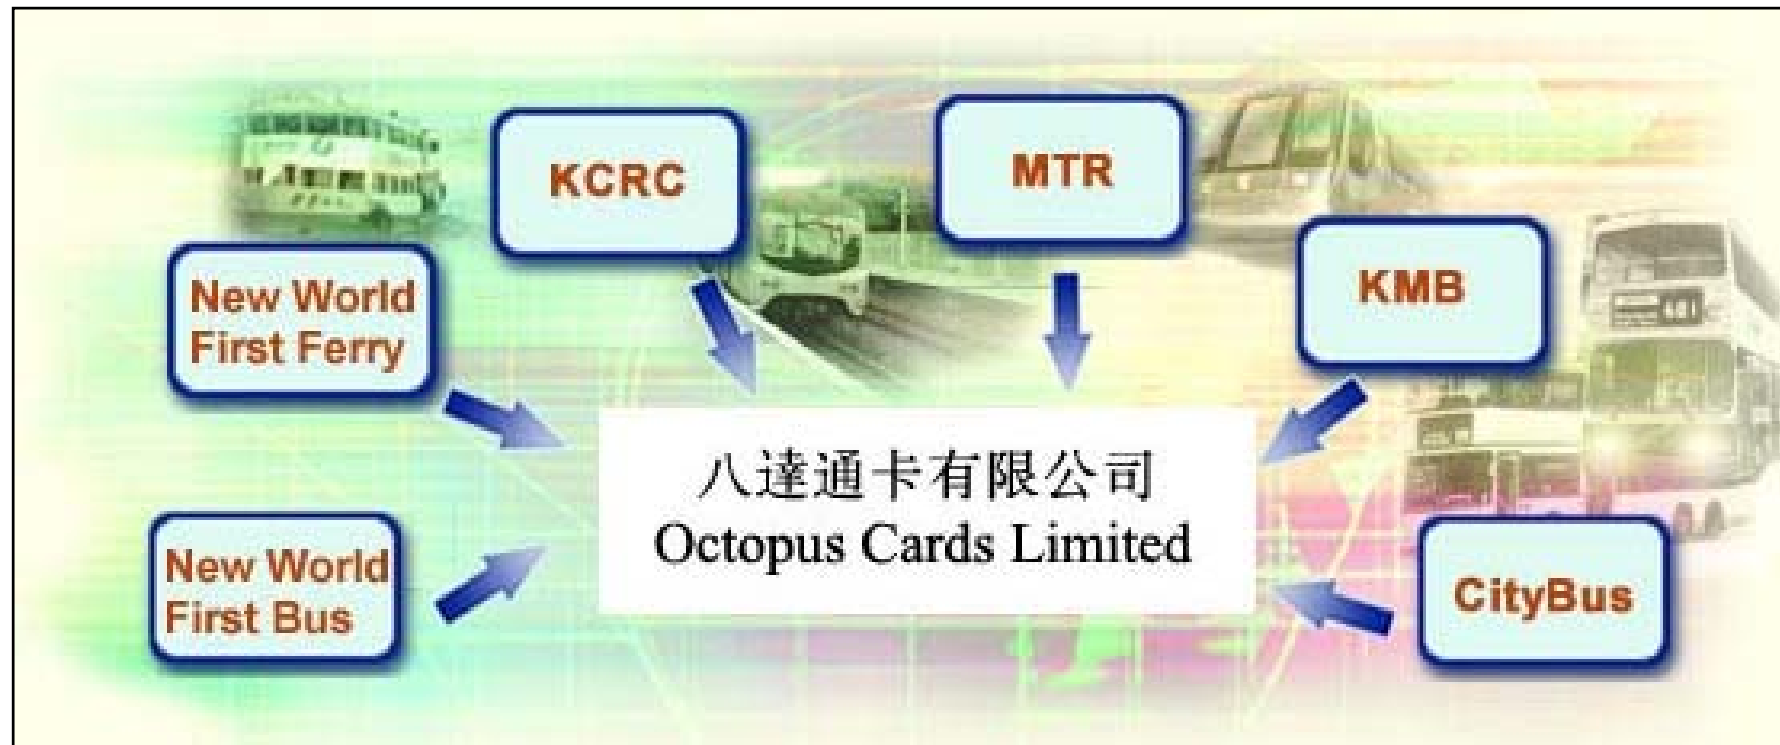 KCRC
MTR
New World
First Ferry
KMB
八達通卡有限公司
Octopus Cards Limited
New World
First Bus
CityBus